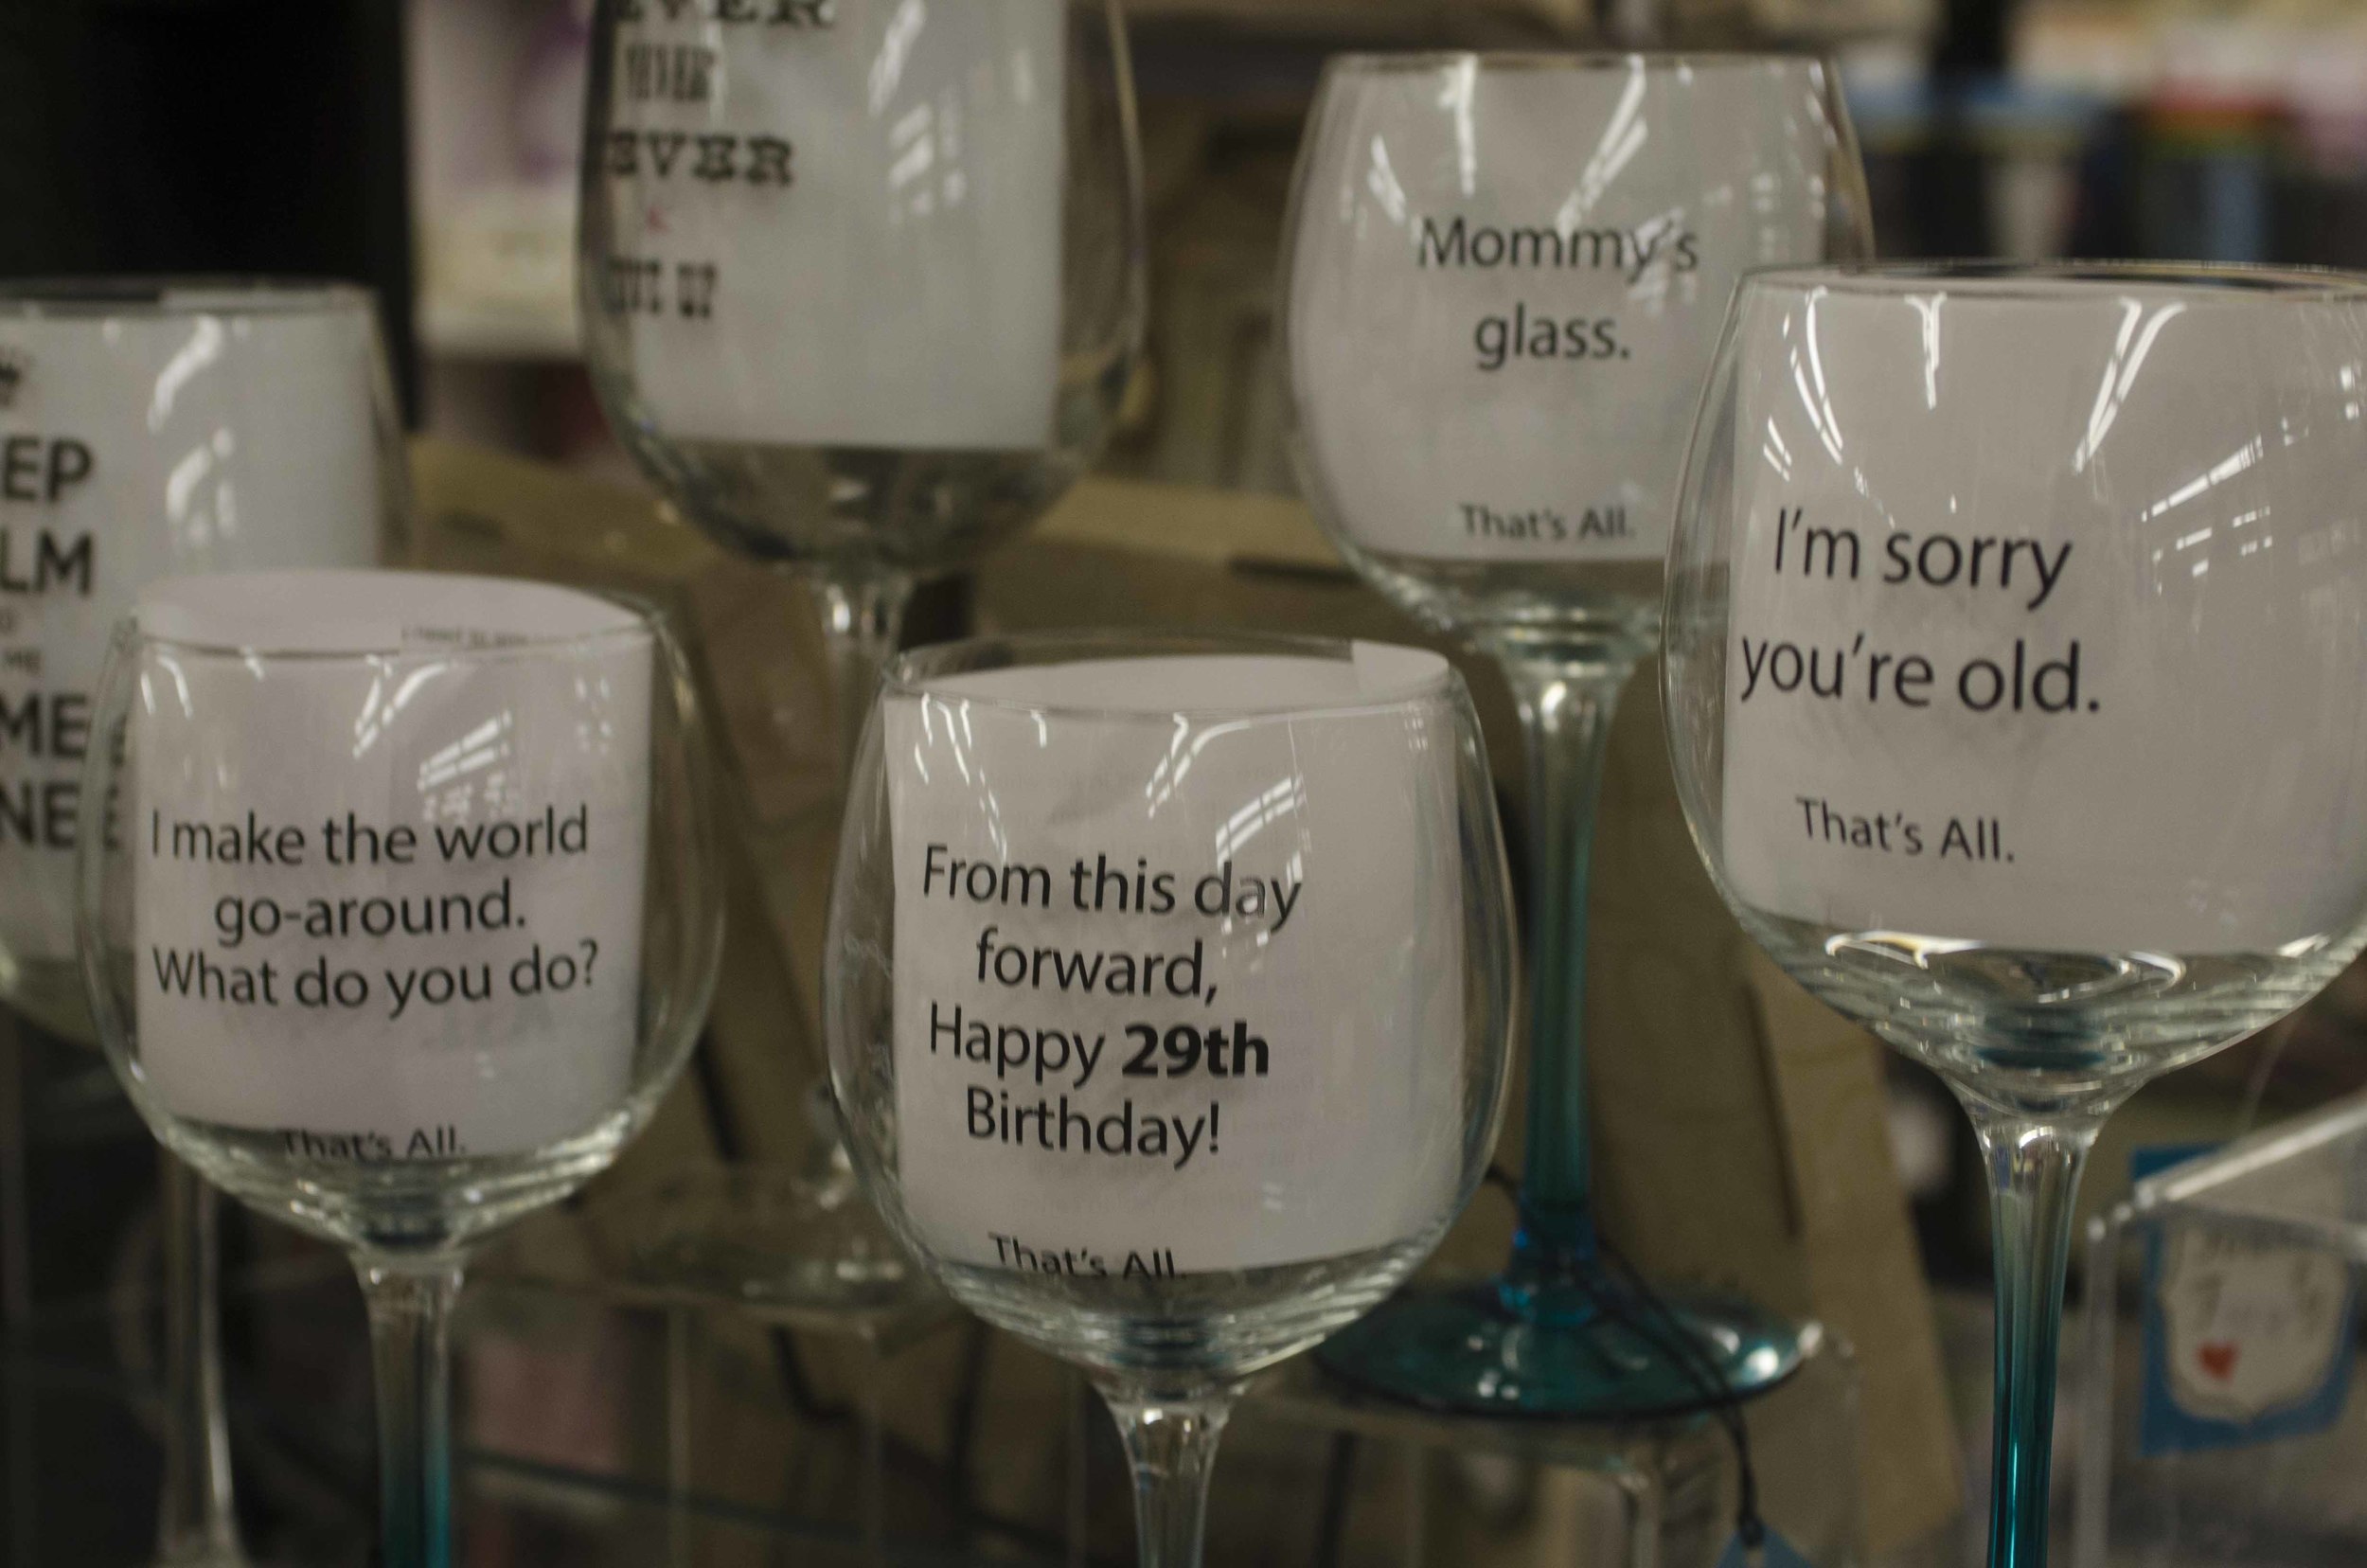 EVER
EVER
&
Mommy's
glass.
That's All.
I'm sorry
you're old.
That's All.
EP
LM
ME
NE
I make the world
go-around.
What do you do?
That's All.
From this day
forward,
Happy 29th
Birthday!
That's All.